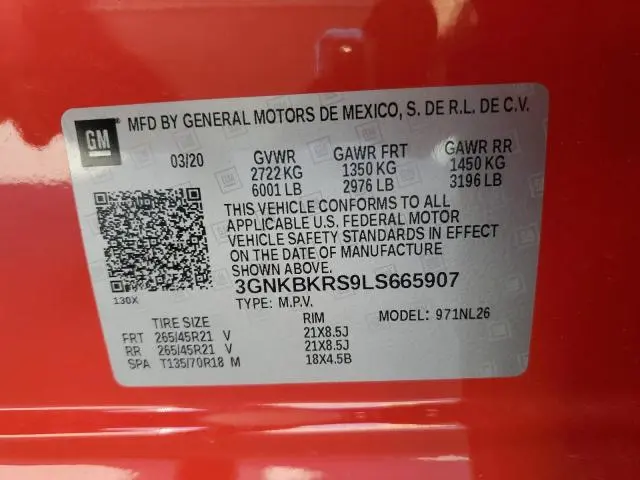 GM MFD BY GENERAL MOTORS DE MEXICO, S. DE R.L. DE C.V.
03/20 GVWR GAWR FRT GAWR RR
2722 KG 1350 KG 1450 KG
6001 LB 2976 LB 3196 LB
THIS VEHICLE CONFORMS TO ALL
APPLICABLE U.S. FEDERAL MOTOR
VEHICLE SAFETY STANDARDS IN EFFECT
ON THE DATE OF MANUFACTURE
SHOWN ABOVE.
3GNKBKRS9LS665907
130X
TYPE: M.P.V.
TIRE SIZE RIM MODEL: 971NL26
FRT 265/45R21 V 21X8.5J
RR 265/45R21 V 21X8.5J
SPA T135/70R18 M 18X4.5B